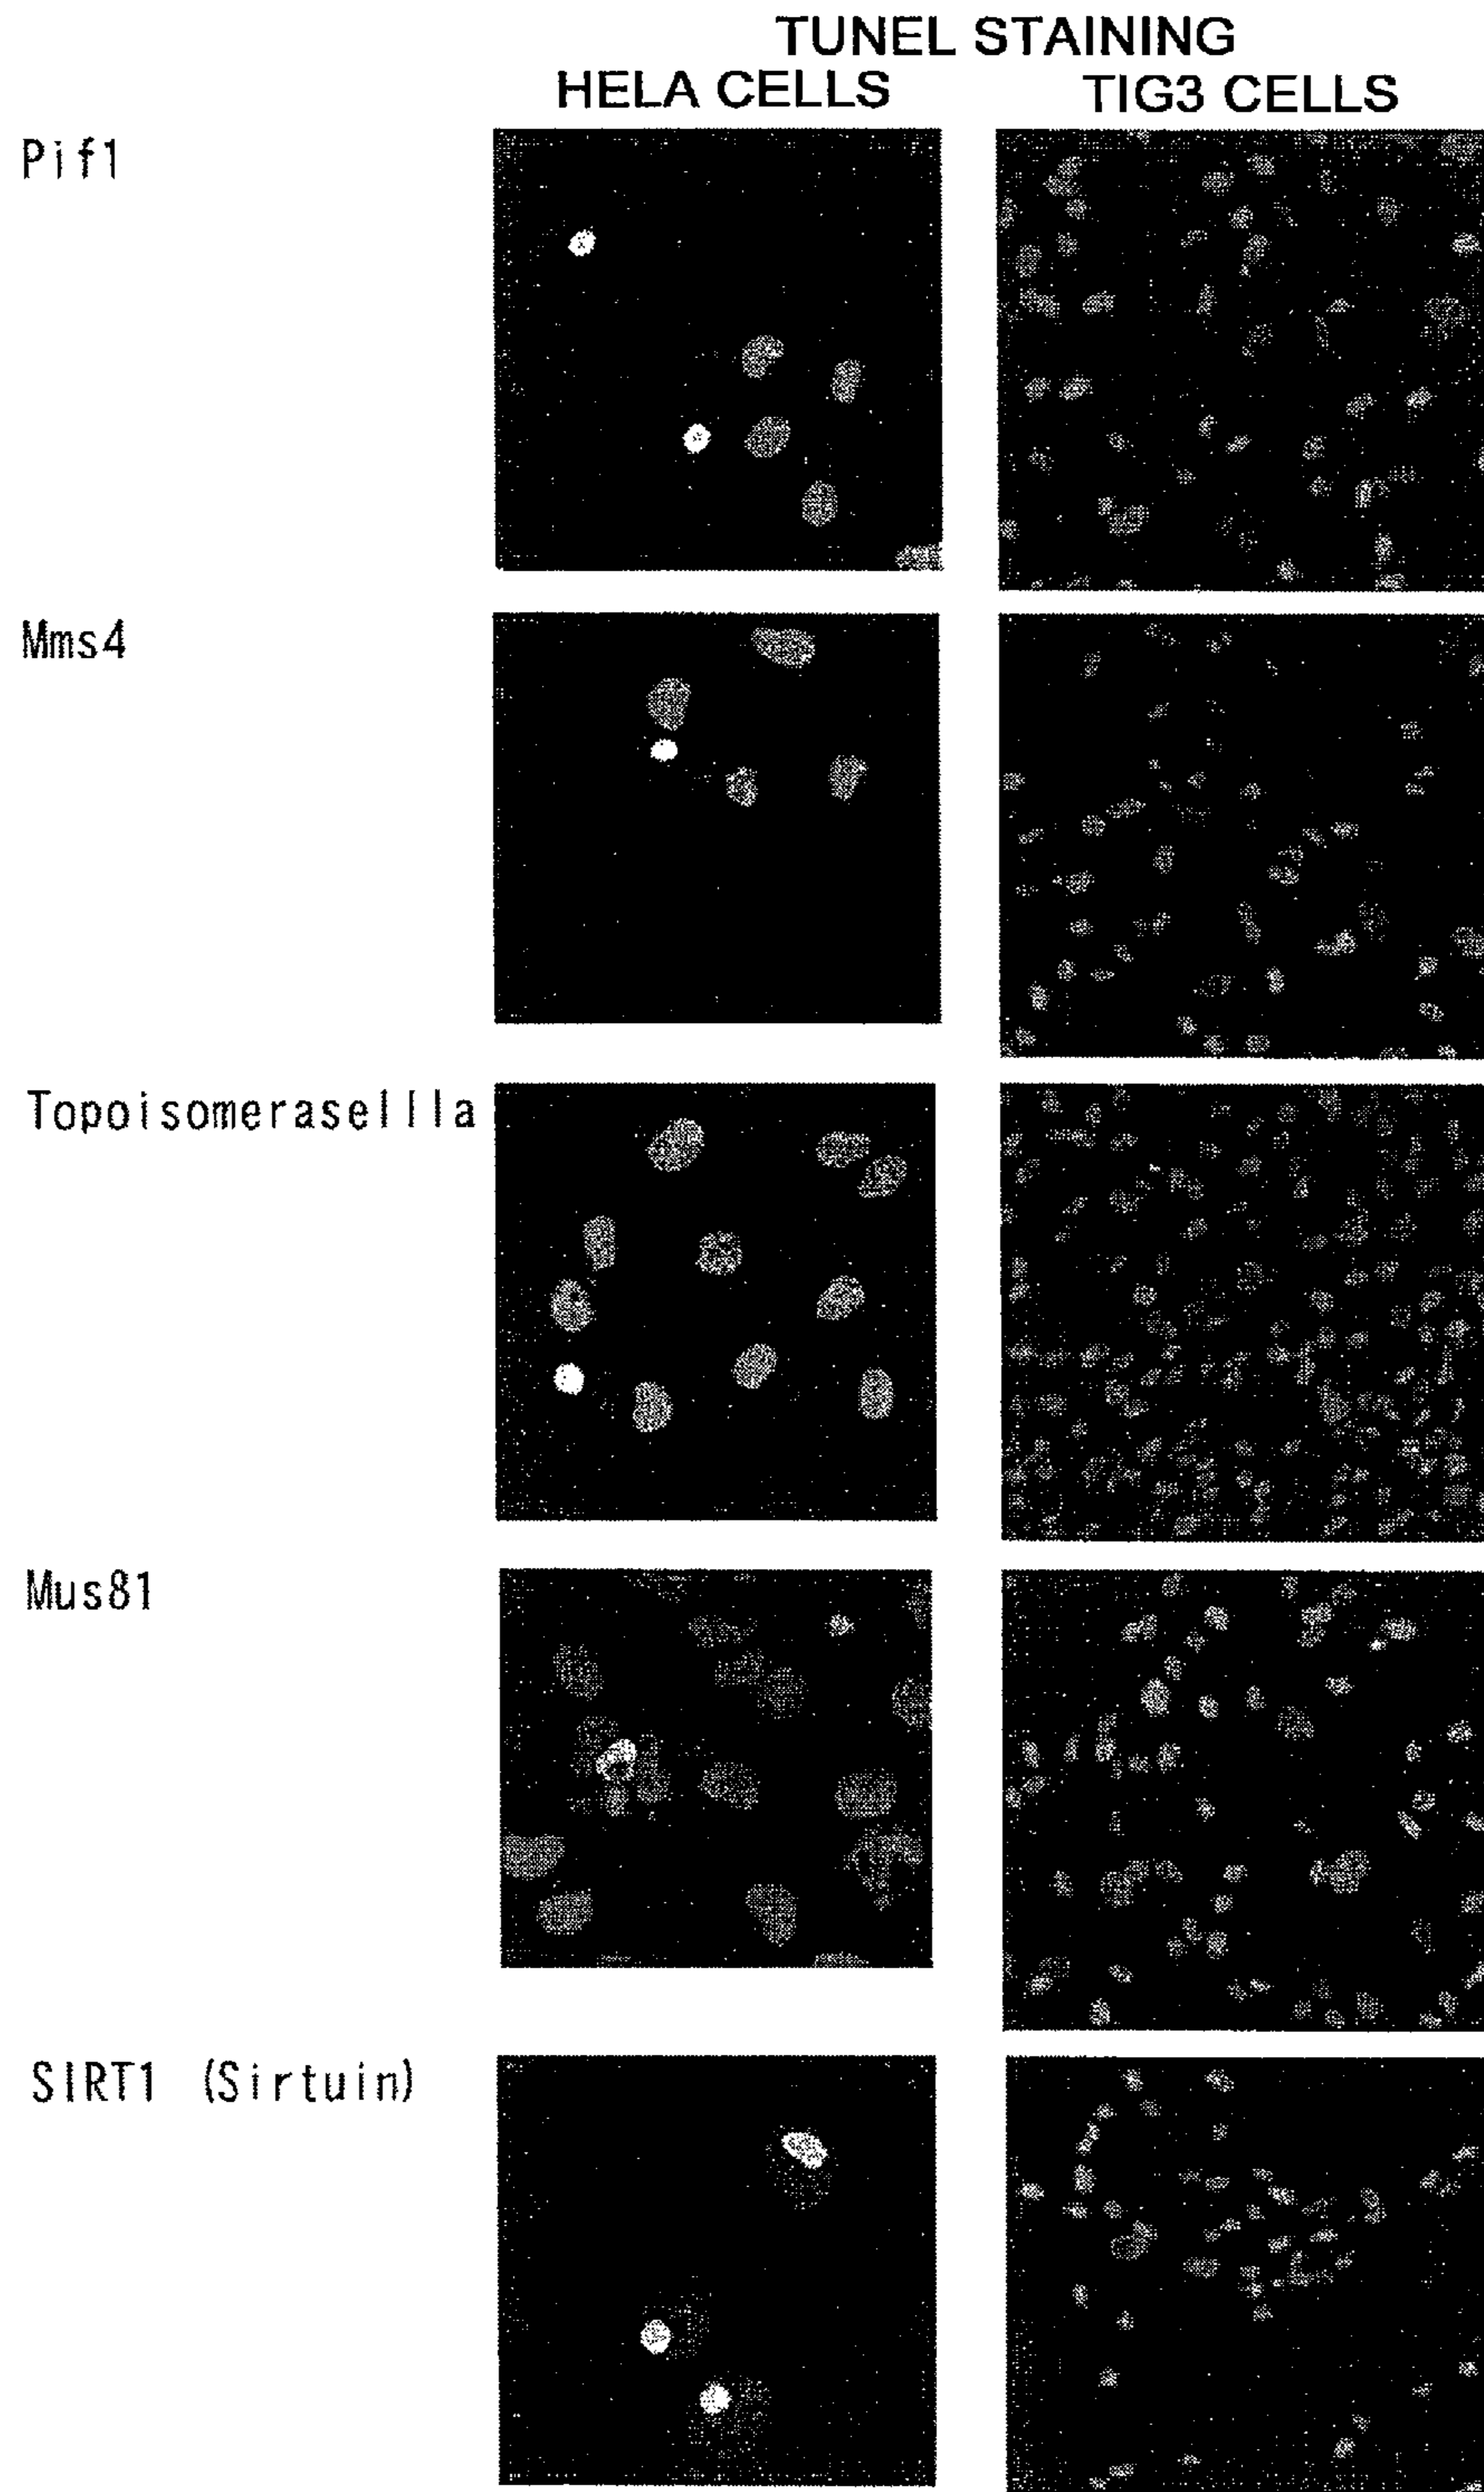 TUNEL STAINING
HELA CELLS TIG3 CELLS
Pif1
Mms4
TopoisomeraseIIIa
Mus81
SIRT1 (Sirtuin)